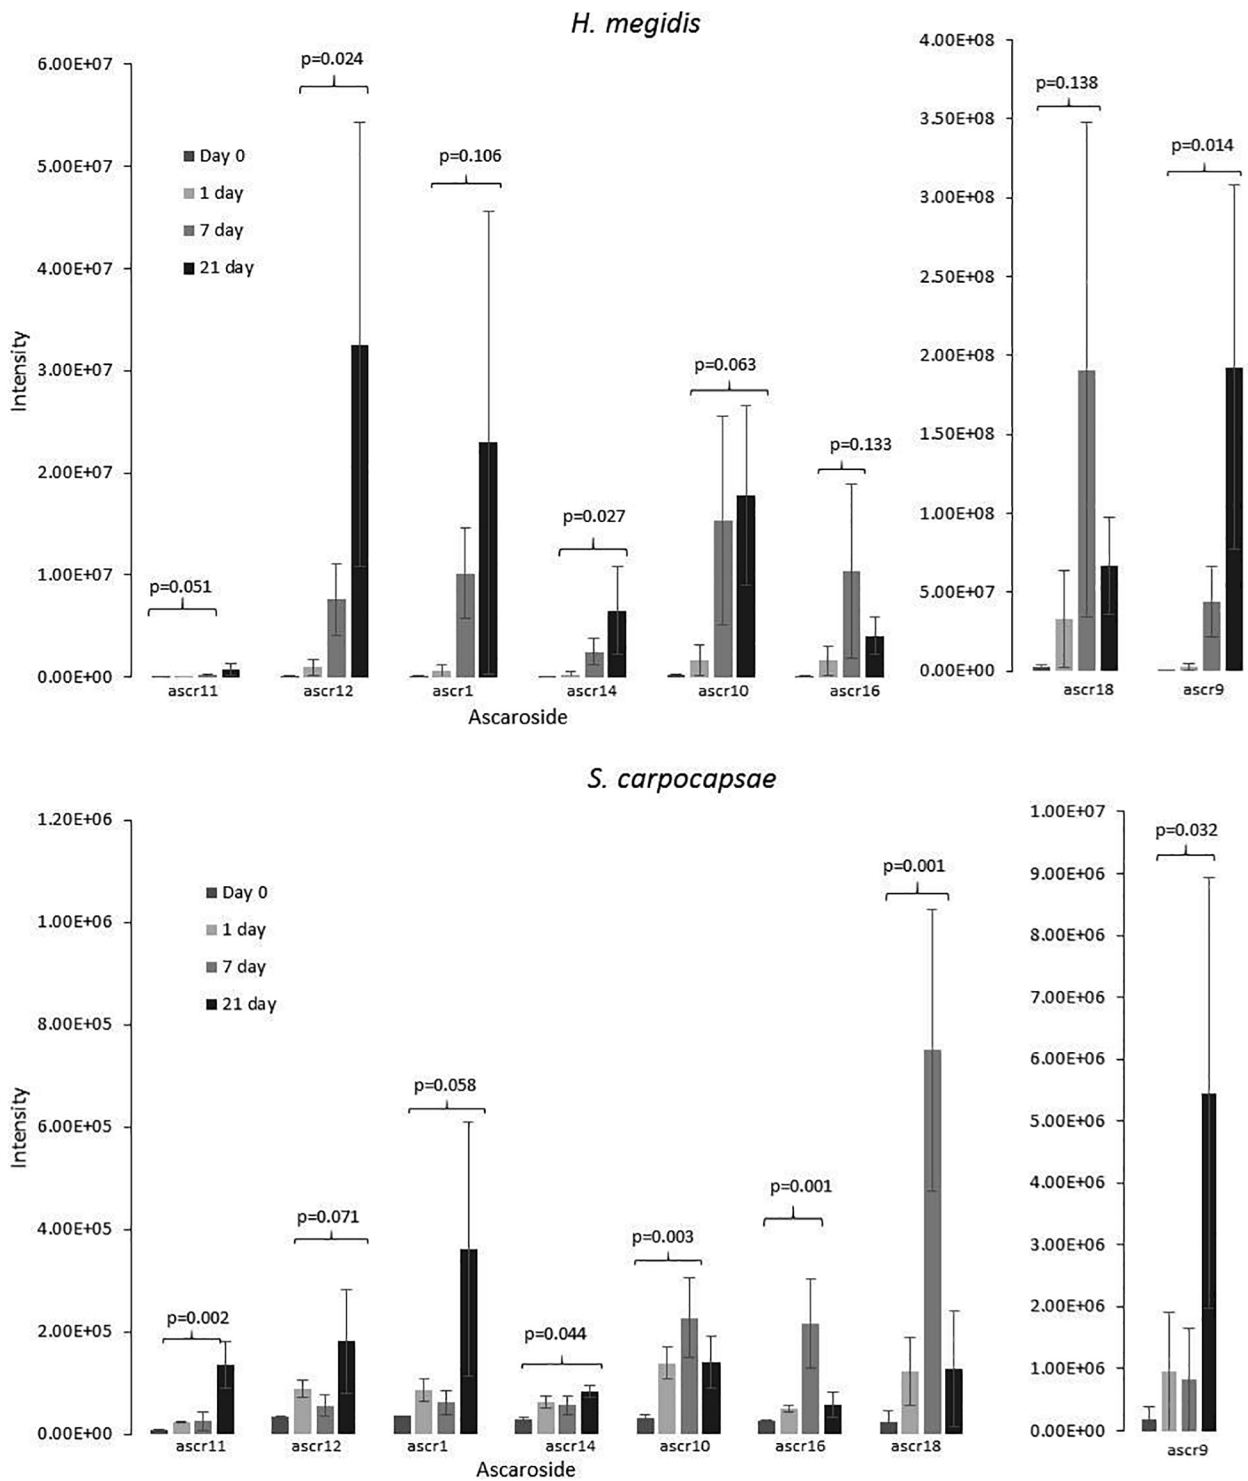 H. megidis
6.00E+07
5.00E+07
4.00E+07
3.00E+07
2.00E+07
1.00E+07
0.00E+00
Intensity
Day 0
1 day
7 day
21 day
p=0.051
p=0.024
p=0.106
p=0.027
p=0.063
p=0.133
ascr11 ascr12 ascr1 ascr14 ascr10 ascr16
Ascaroside
4.00E+08
3.50E+08
3.00E+08
2.50E+08
2.00E+08
1.50E+08
1.00E+08
5.00E+07
0.00E+00
p=0.138
p=0.014
ascr18 ascr9
S. carpocapsae
1.20E+06
1.00E+06
8.00E+05
6.00E+05
4.00E+05
2.00E+05
0.00E+00
Intensity
Day 0
1 day
7 day
21 day
p=0.002
p=0.071
p=0.058
p=0.044
p=0.003
p=0.001
p=0.001
ascr11 ascr12 ascr1 ascr14 ascr10 ascr16 ascr18
Ascaroside
1.00E+07
9.00E+06
8.00E+06
7.00E+06
6.00E+06
5.00E+06
4.00E+06
3.00E+06
2.00E+06
1.00E+06
0.00E+00
p=0.032
ascr9